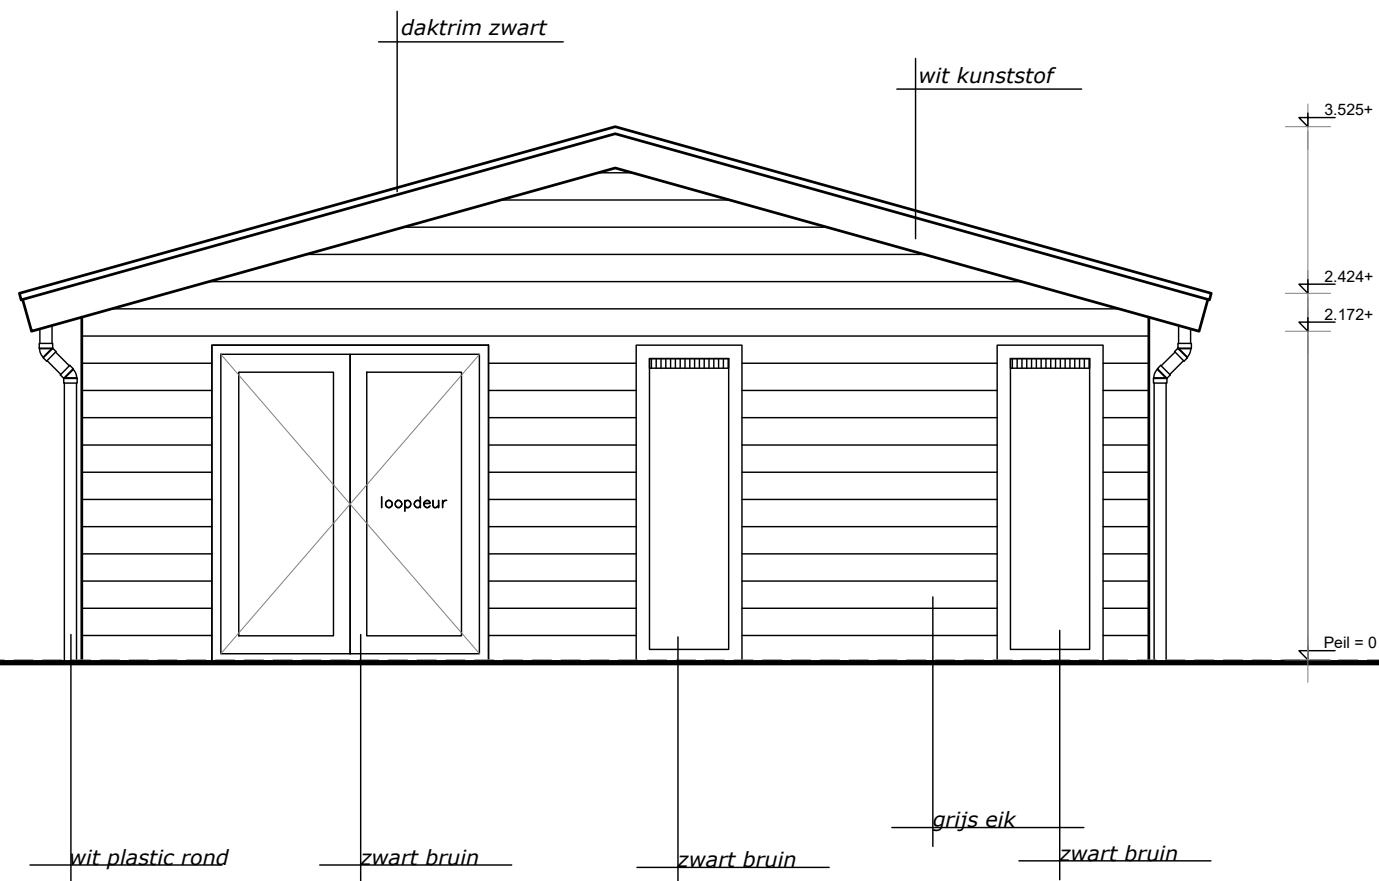 daktrim zwart
wit kunststof
3.525+
2.424+
2.172+
loopdeur
Peil = 0
grijs eik
wit plastic rond
zwart bruin
zwart bruin
zwart bruin